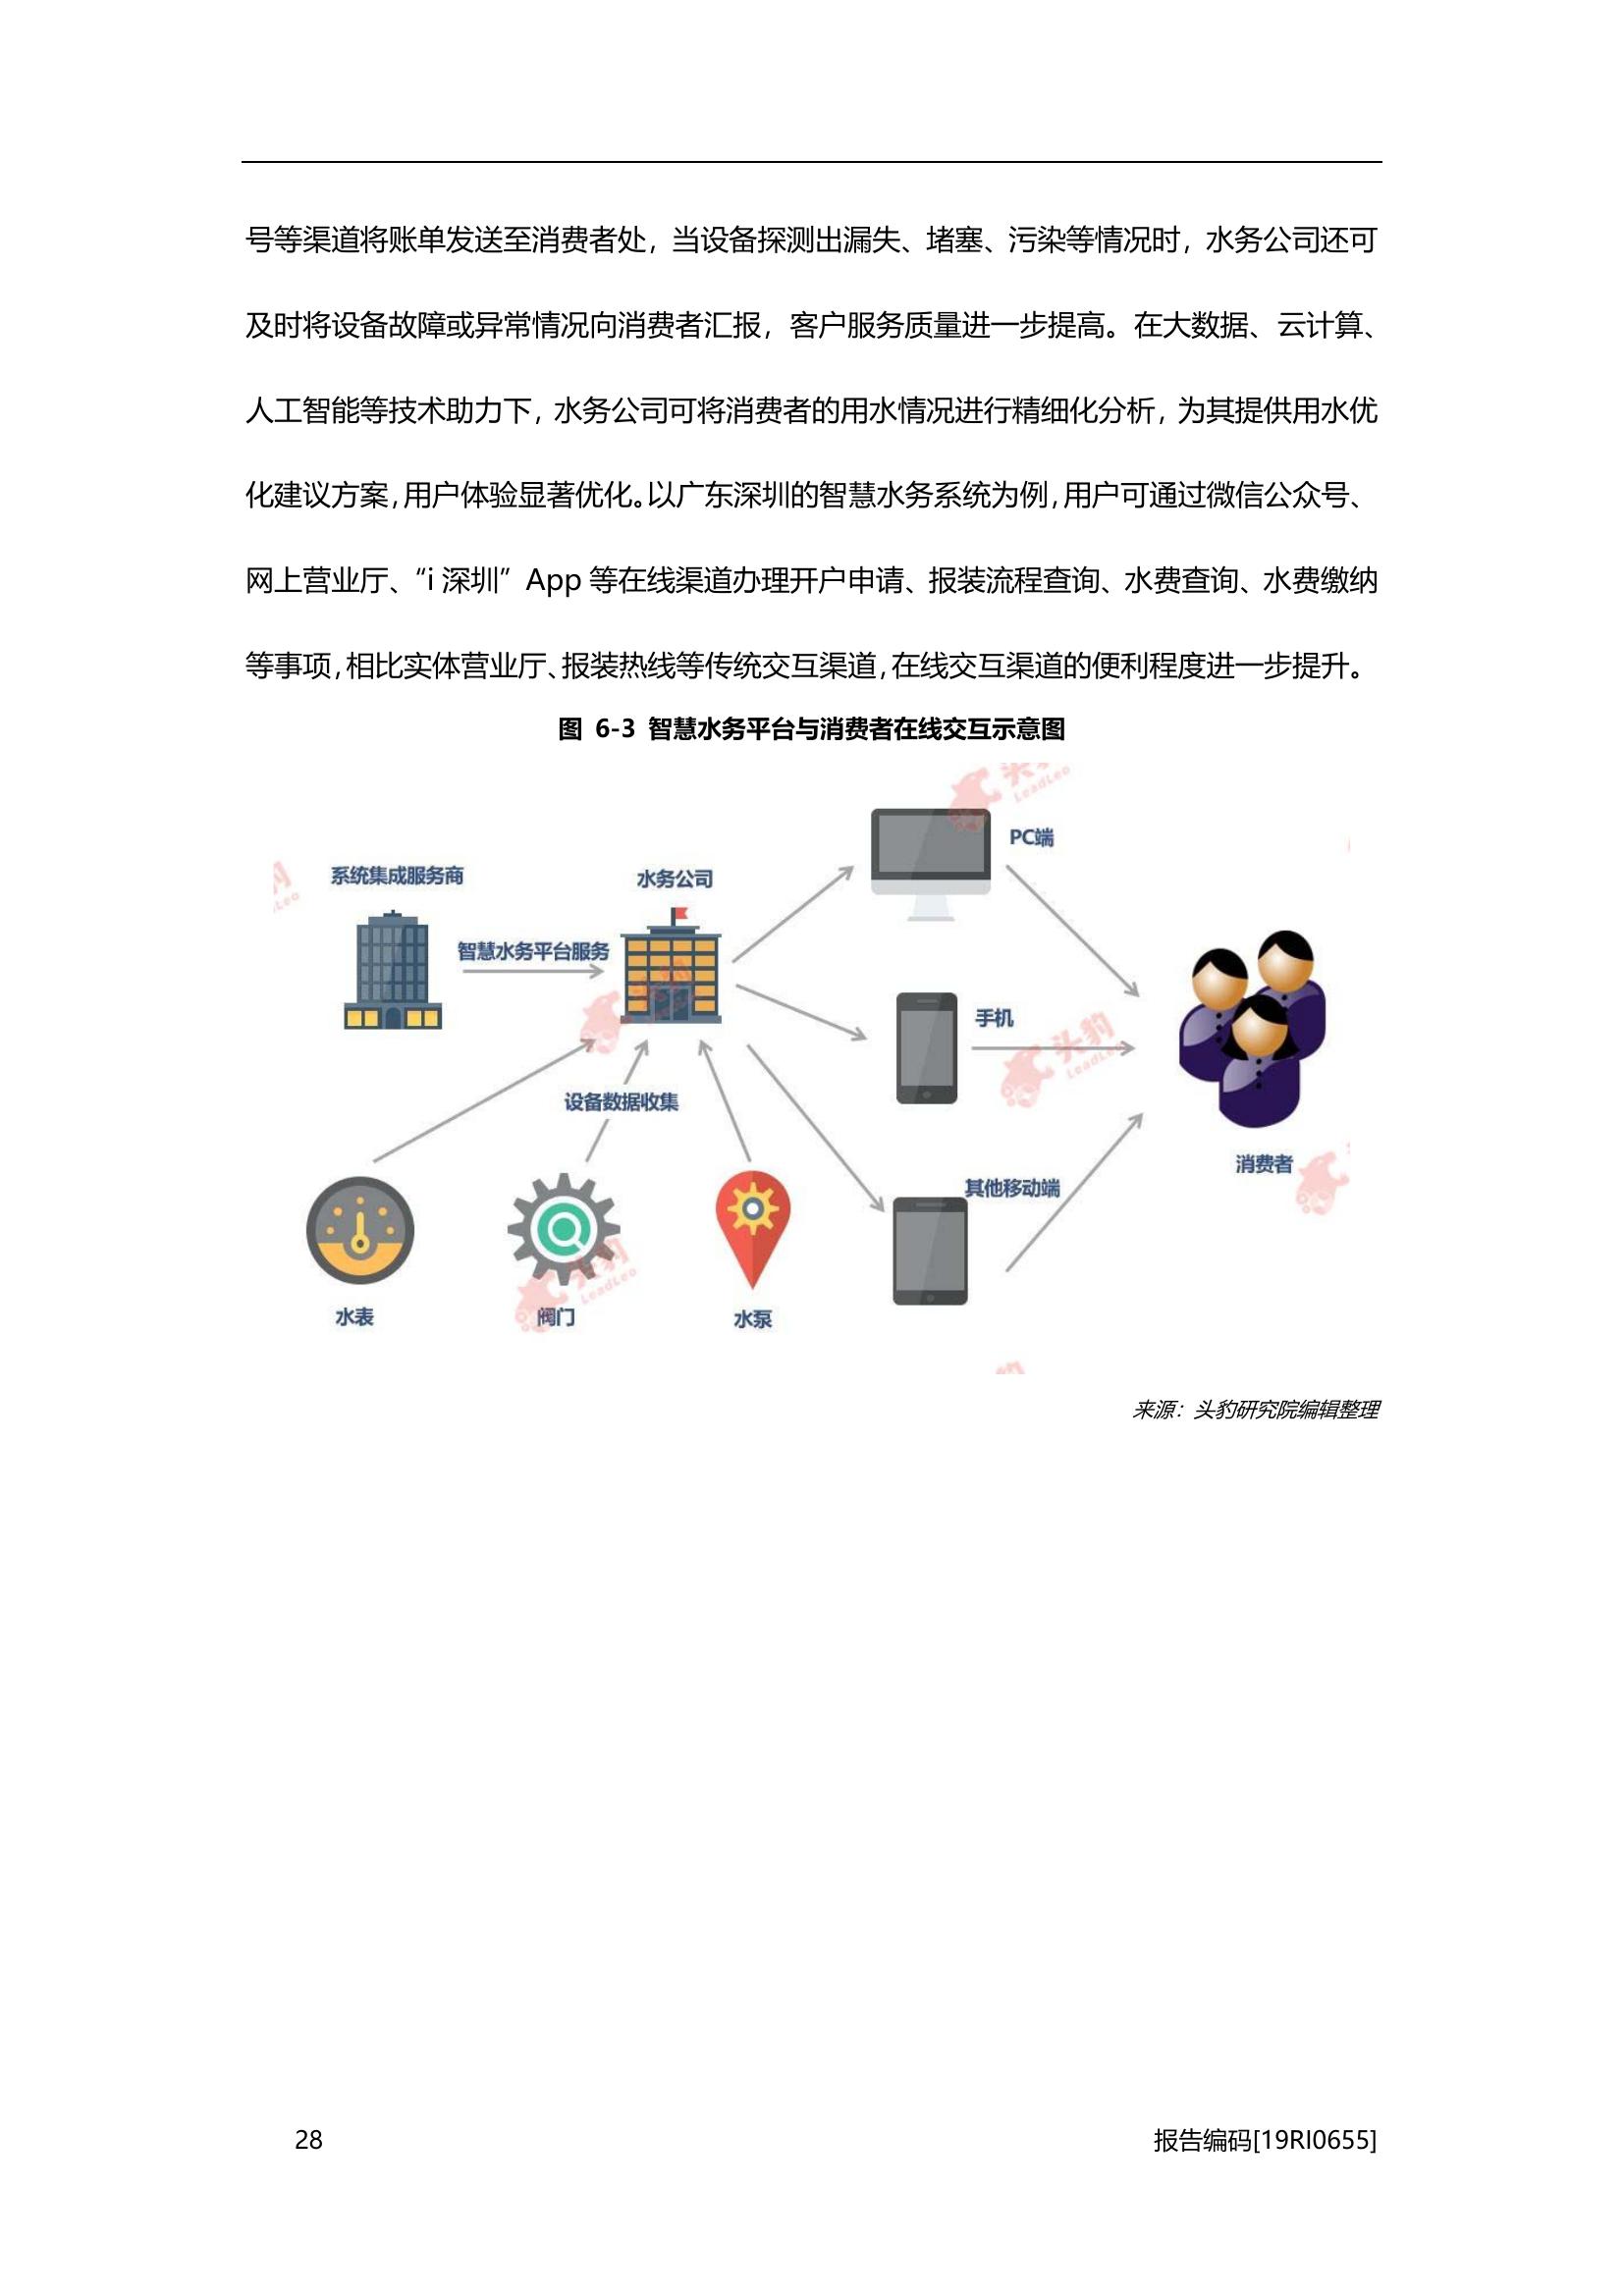 号等渠道将账单发送至消费者处，当设备探测出漏失、堵塞、污染等情况时，水务公司还可
及时将设备故障或异常情况向消费者汇报，客户服务质量进一步提高。在大数据、云计算、
人工智能等技术助力下，水务公司可将消费者的用水情况进行精细化分析，为其提供用水优
化建议方案，用户体验显著优化。以广东深圳的智慧水务系统为例，用户可通过微信公众号、
网上营业厅、“i 深圳”App 等在线渠道办理开户申请、报装流程查询、水费查询、水费缴纳
等事项，相比实体营业厅、报装热线等传统交互渠道，在线交互渠道的便利程度进一步提升。
图 6-3 智慧水务平台与消费者在线交互示意图
头豹
LeadLeo
PC端
系统集成服务商
水务公司
智慧水务平台服务
手机
头豹
LeadLeo
设备数据收集
消费者
其他移动端
头豹
LeadLeo
水表
阀门
水泵
来源：头豹研究院编辑整理
28
报告编码[19RI0655]